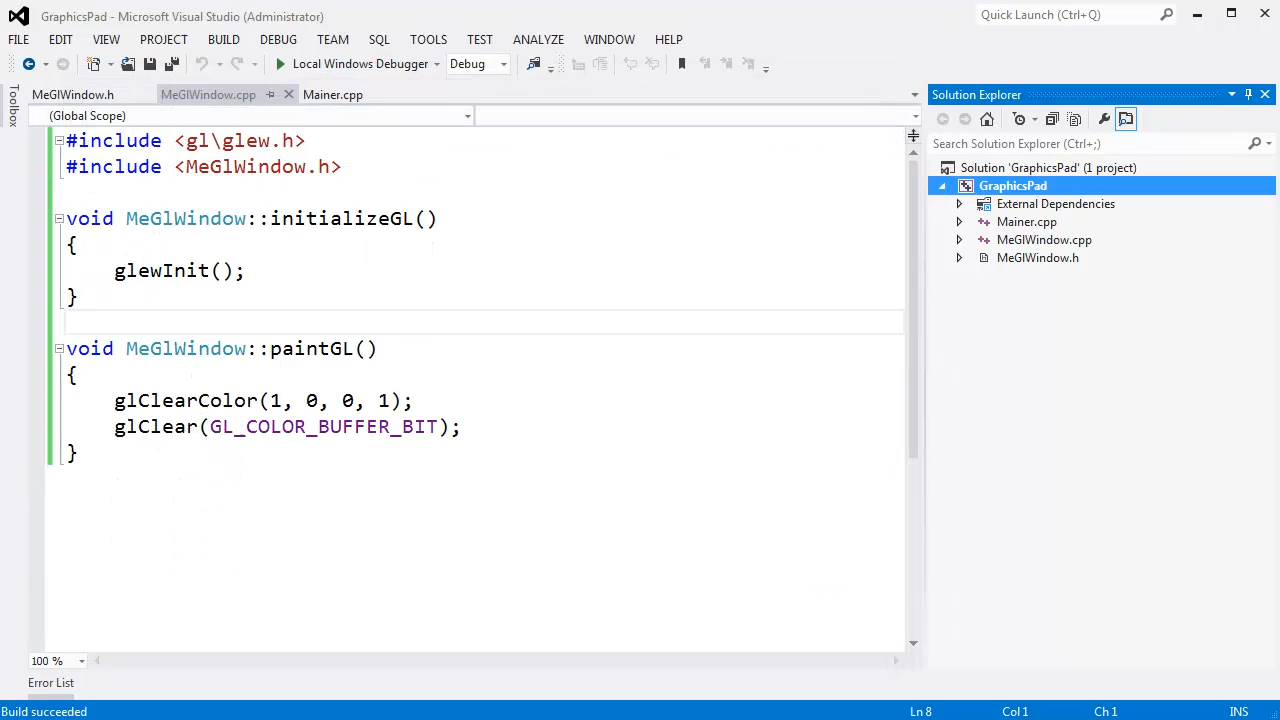 GraphicsPad - Microsoft Visual Studio (Administrator)
Quick Launch (Ctrl+Q)
FILE EDIT VIEW PROJECT BUILD DEBUG TEAM SQL TOOLS TEST ANALYZE WINDOW HELP
Local Windows Debugger Debug
Toolbox
MeGlWindow.h MeGlWindow.cpp Mainer.cpp
(Global Scope)
#include <gl\glew.h>
#include <MeGlWindow.h>
void MeGlWindow::initializeGL()
{
glewInit();
}
void MeGlWindow::paintGL()
{
glClearColor(1, 0, 0, 1);
glClear(GL_COLOR_BUFFER_BIT);
}
100 %
Error List
Solution Explorer
Search Solution Explorer (Ctrl+;)
Solution 'GraphicsPad' (1 project)
GraphicsPad
External Dependencies
Mainer.cpp
MeGlWindow.cpp
MeGlWindow.h
Build succeeded Ln 8 Col 1 Ch 1 INS